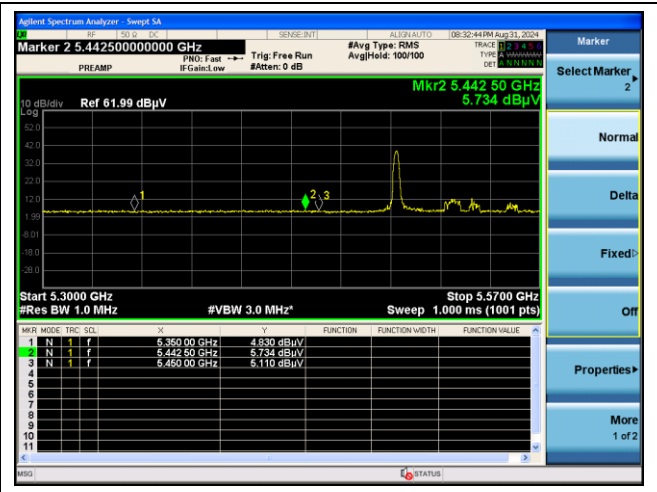 Agilent Spectrum Analyzer - Swept SA
RF 50 Ω DC SENSE:INT ALIGN AUTO 08:32:44 PM Aug 31, 2024
Marker 2 5.442500000000 GHz
PREAMP
PNO: Fast
IFGain:Low
Trig: Free Run
#Atten: 0 dB
#Avg Type: RMS
Avg|Hold: 100/100
TRACE 1 2 3 4 5 6
TYPE
DET A N N N N N
Mkr2 5.442 50 GHz
5.734 dBµV
10 dB/div Ref 61.99 dBµV
Log
52.0
42.0
32.0
22.0
12.0
1.99
-8.01
-18.0
-28.0
1
2
3
Start 5.3000 GHz Stop 5.5700 GHz
#Res BW 1.0 MHz #VBW 3.0 MHz* Sweep 1.000 ms (1001 pts)
MKR MODE TRC SCL X Y FUNCTION FUNCTION WIDTH FUNCTION VALUE
1 N 1 f 5.350 00 GHz 4.830 dBµV
2 N 1 f 5.442 50 GHz 5.734 dBµV
3 N 1 f 5.450 00 GHz 5.110 dBµV
4
5
6
7
8
9
10
11
MSG STATUS
Marker
Select Marker
2
Normal
Delta
Fixed
Off
Properties
More
1 of 2